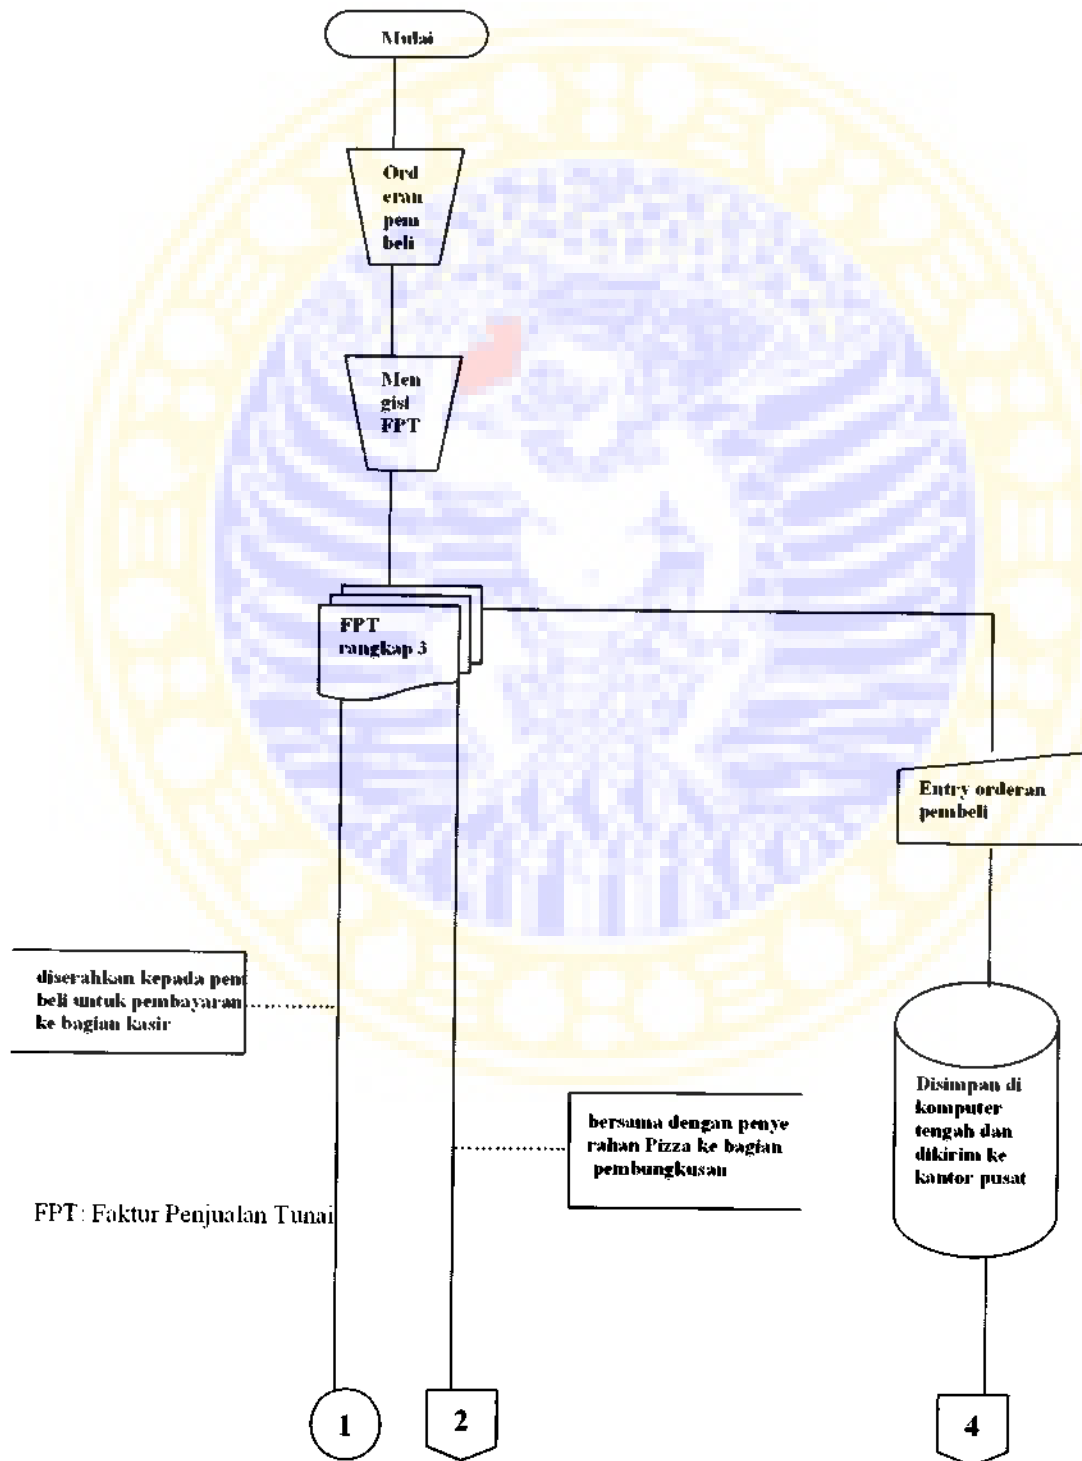 Mulai
Ord
eran
pem
beli
Men
gisi
FPT
FPT
rangkap 3
Entry orderan
pembeli
diserahkan kepada pem
beli untuk pembayaran
ke bagian kasir
bersama dengan penye
rahan Pizza ke bagian
pembungkusan
Disimpan di
komputer
tengah dan
dikirim ke
kantor pusat
FPT: Faktur Penjualan Tunai
1
2
4